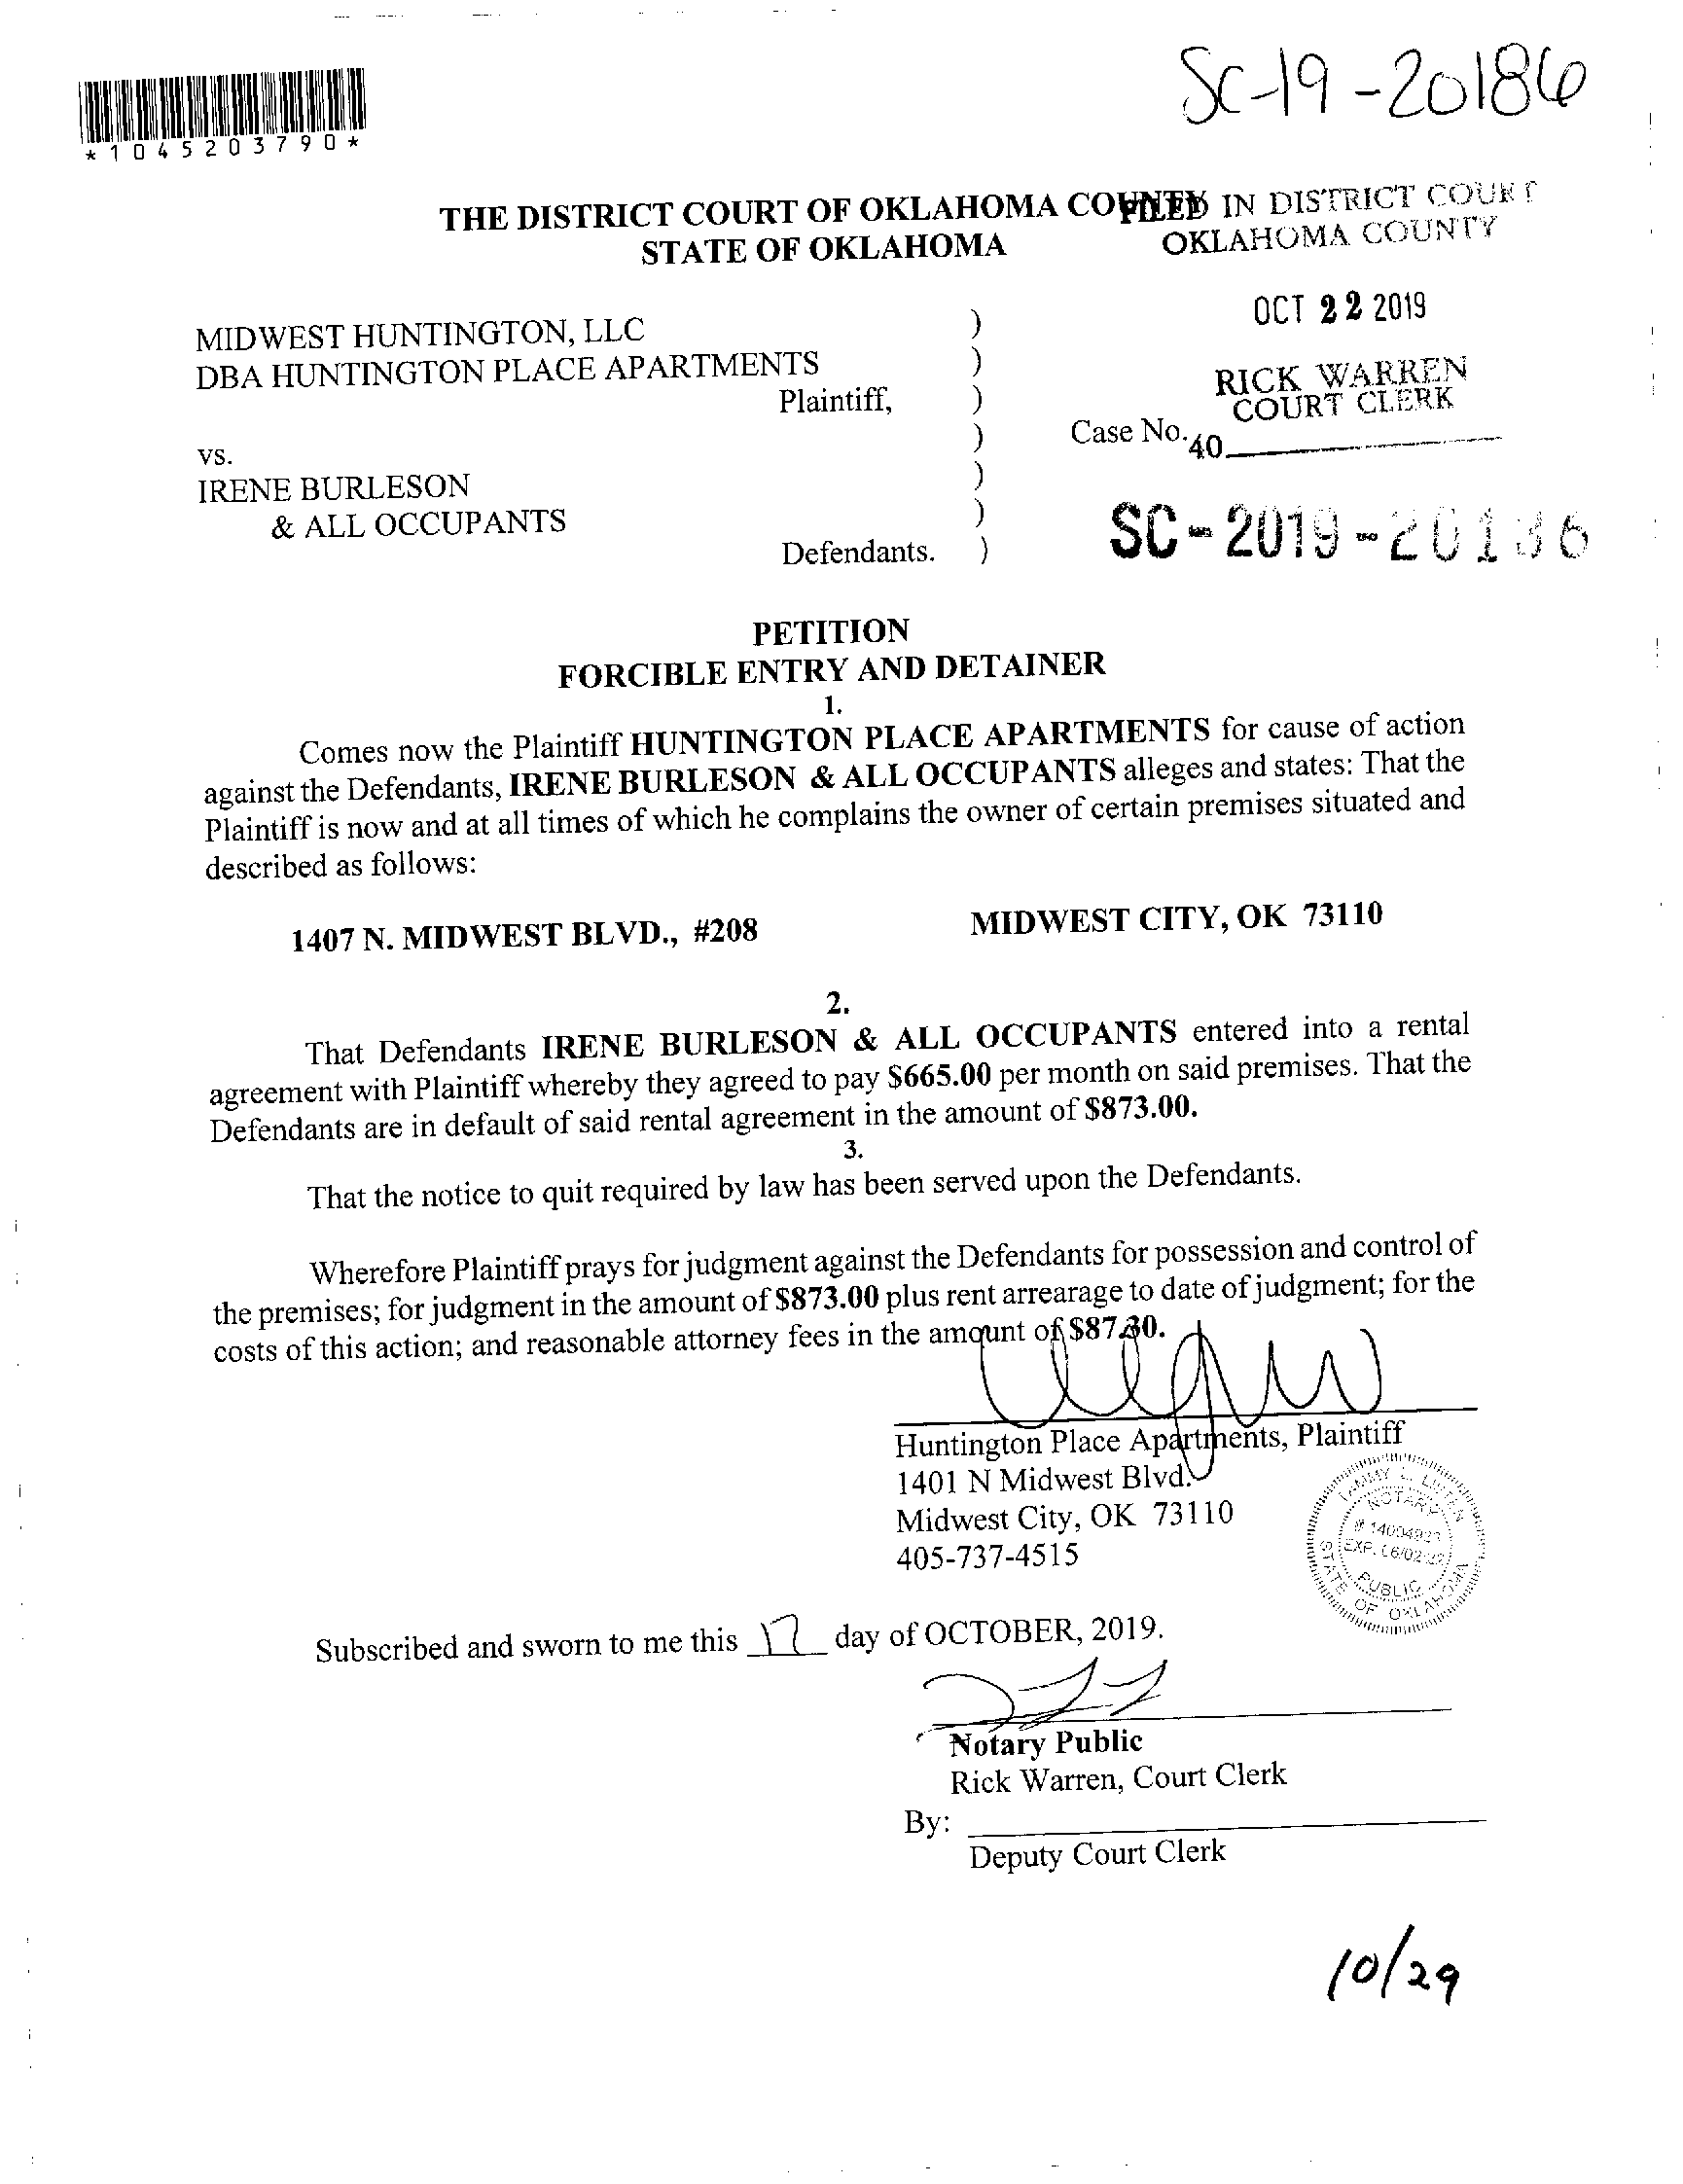 SC-19-20186
*1045203790*
THE DISTRICT COURT OF OKLAHOMA COUNTY
FILED IN DISTRICT COURT
STATE OF OKLAHOMA
OKLAHOMA COUNTY
OCT 22 2019
MIDWEST HUNTINGTON, LLC )
DBA HUNTINGTON PLACE APARTMENTS )
RICK WARREN
COURT CLERK
Plaintiff, )
) Case No.
40
vs.
IRENE BURLESON )
& ALL OCCUPANTS )
SC-2019-20186
Defendants. )
PETITION
FORCIBLE ENTRY AND DETAINER
1.
Comes now the Plaintiff HUNTINGTON PLACE APARTMENTS for cause of action
against the Defendants, IRENE BURLESON & ALL OCCUPANTS alleges and states: That the
Plaintiff is now and at all times of which he complains the owner of certain premises situated and
described as follows:
1407 N. MIDWEST BLVD., #208 MIDWEST CITY, OK 73110
2.
That Defendants IRENE BURLESON & ALL OCCUPANTS entered into a rental
agreement with Plaintiff whereby they agreed to pay $665.00 per month on said premises. That the
Defendants are in default of said rental agreement in the amount of $873.00.
3.
That the notice to quit required by law has been served upon the Defendants.
Wherefore Plaintiff prays for judgment against the Defendants for possession and control of
the premises; for judgment in the amount of $873.00 plus rent arrearage to date of judgment; for the
costs of this action; and reasonable attorney fees in the amount of $87.30.
Huntington Place Apartments, Plaintiff
1401 N Midwest Blvd.
Midwest City, OK 73110
405-737-4515
TAMMY L.
NOTARY
EXP. 06/02/22
PUBLIC
STATE OF OKLAHOMA
Subscribed and sworn to me this 17 day of OCTOBER, 2019.
Notary Public
Rick Warren, Court Clerk
By:
Deputy Court Clerk
10/29